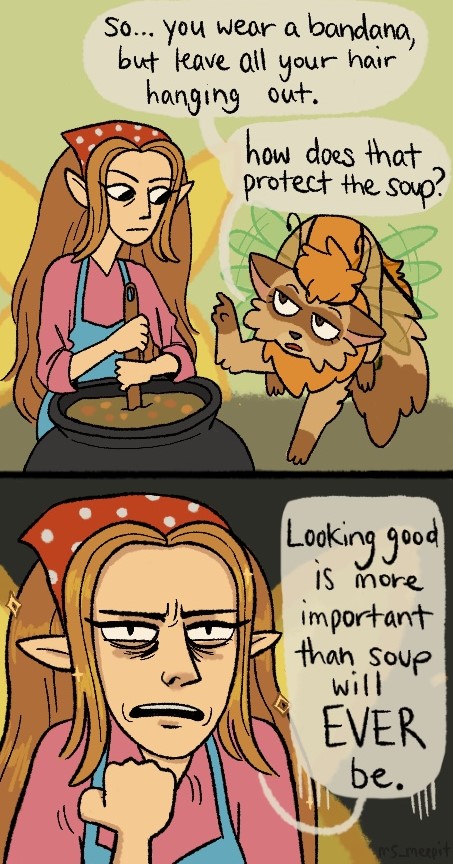 So... you wear a bandana,
but leave all your hair
hanging out.
how does that
protect the soup?
Looking good
is more
important
than soup
will
EVER
be.